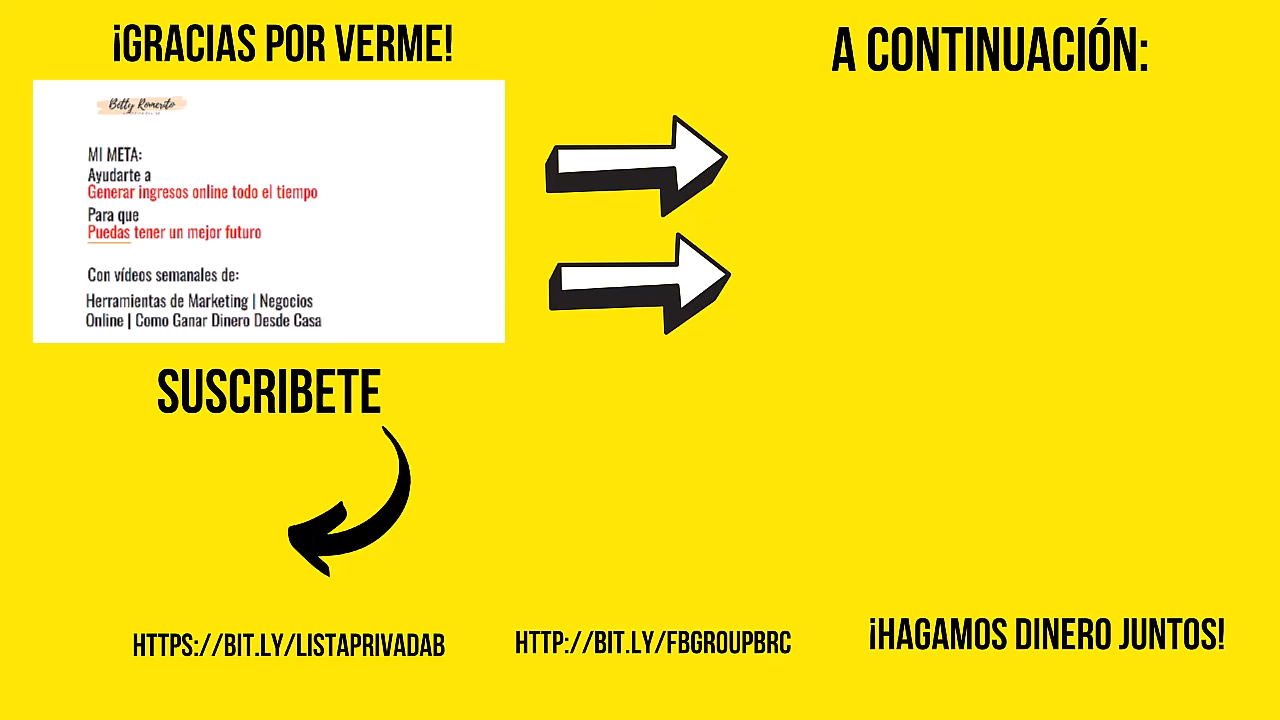 ¡GRACIAS POR VERME!
A CONTINUACIÓN:
Betty Romerito
MI META:
Ayudarte a
Generar ingresos online todo el tiempo
Para que
Puedas tener un mejor futuro
Con vídeos semanales de:
Herramientas de Marketing | Negocios
Online | Como Ganar Dinero Desde Casa
SUSCRIBETE
HTTPS://BIT.LY/LISTAPRIVADAB
HTTP://BIT.LY/FBGROUPBRC
¡HAGAMOS DINERO JUNTOS!